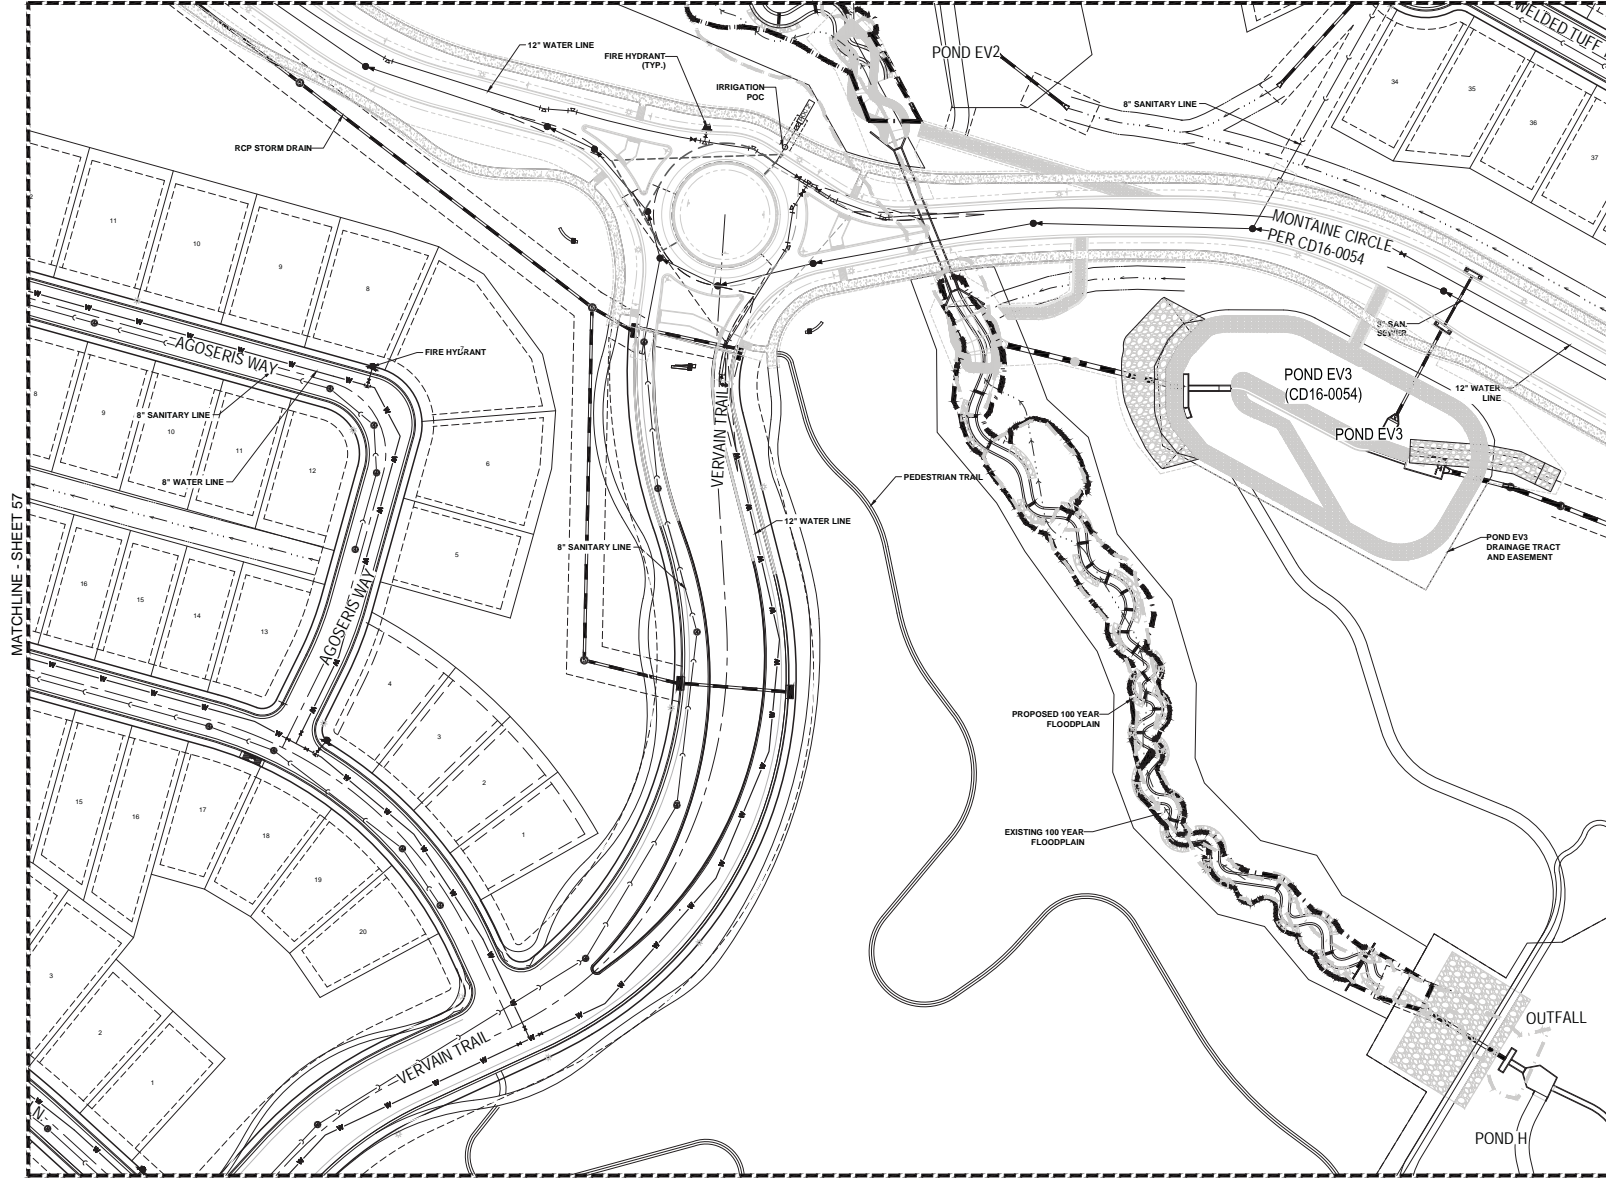 WELDED TUFF
POND EV2
12" WATER LINE
FIRE HYDRANT
(TYP.)
IRRIGATION
POC
8" SANITARY LINE
RCP STORM DRAIN
34
35
36
37
11
10
9
8
7
MONTAINE CIRCLE
PER CD16-0054
8" SAN.
SEWER
AGOSERIS WAY
FIRE HYDRANT
POND EV3
(CD16-0054)
12" WATER
LINE
POND EV3
8
9
10
11
12
8" SANITARY LINE
8" WATER LINE
VERVAIN TRAIL
6
5
PEDESTRIAN TRAIL
12" WATER LINE
8" SANITARY LINE
POND EV3
DRAINAGE TRACT
AND EASEMENT
MATCHLINE - SHEET 57
16
15
14
13
AGOSERIS WAY
4
3
2
1
PROPOSED 100 YEAR
FLOODPLAIN
EXISTING 100 YEAR
FLOODPLAIN
15
16
17
18
19
20
3
2
1
VERVAIN TRAIL
OUTFALL
POND H
N